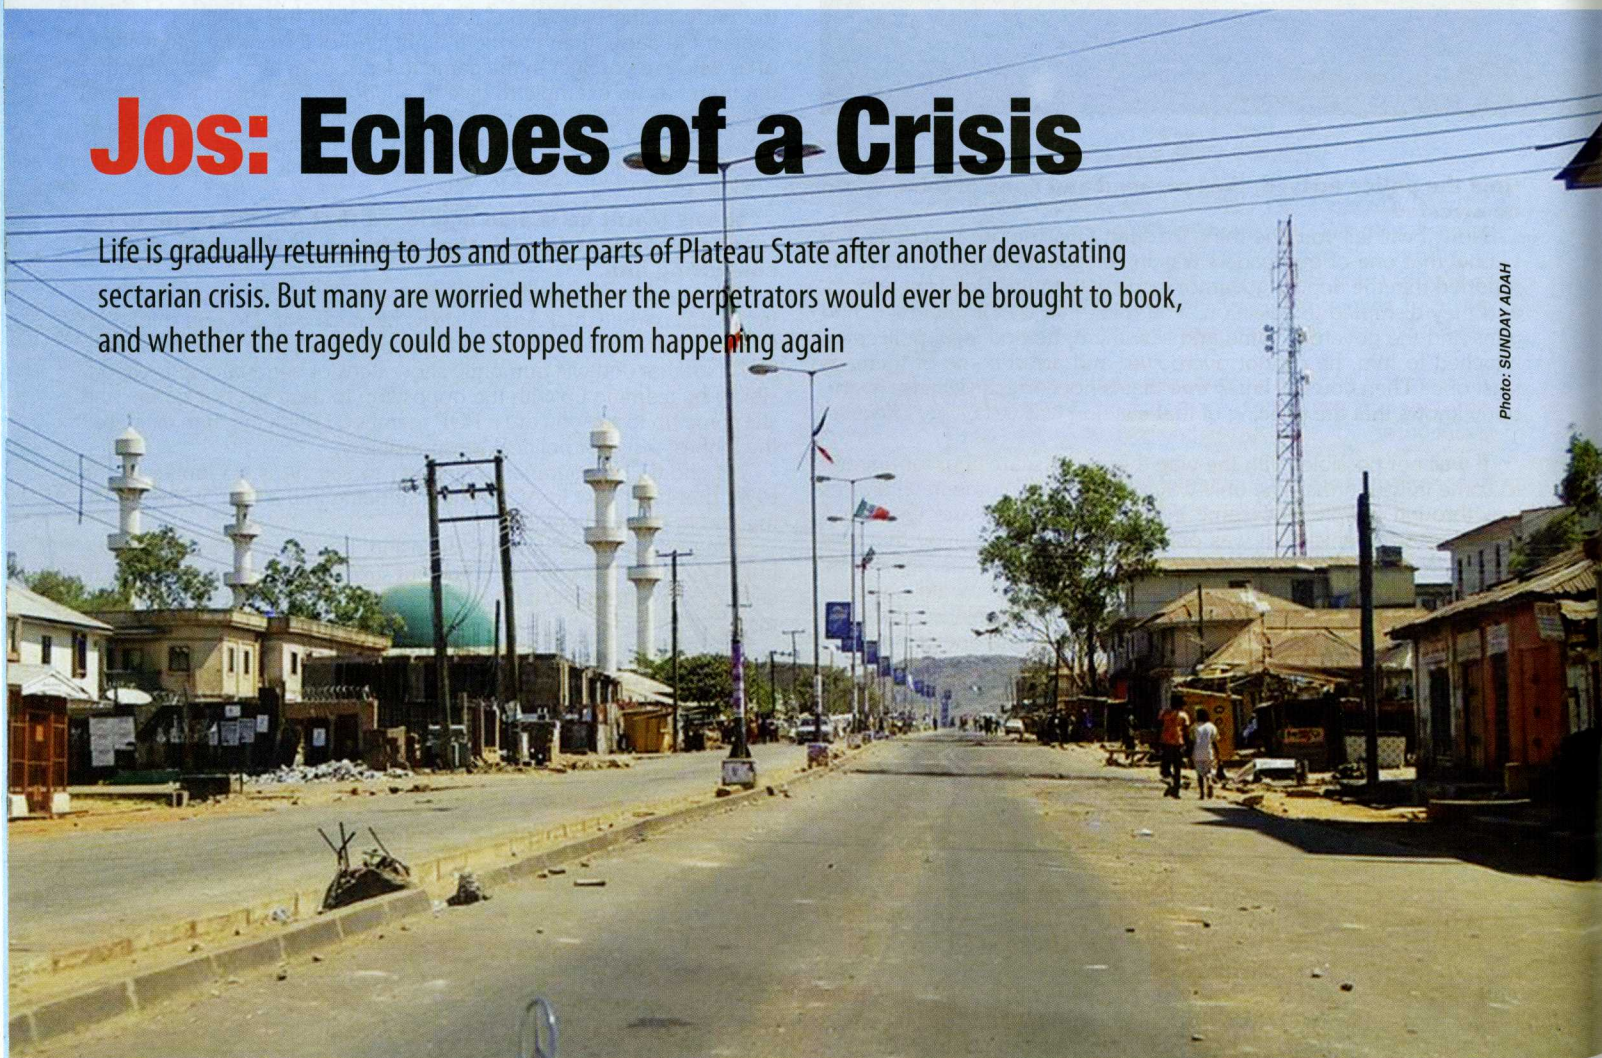 Jos: Echoes of a Crisis
Life is gradually returning to Jos and other parts of Plateau State after another devastating
sectarian crisis. But many are worried whether the perpetrators would ever be brought to book,
and whether the tragedy could be stopped from happening again
Photo: SUNDAY ADAH